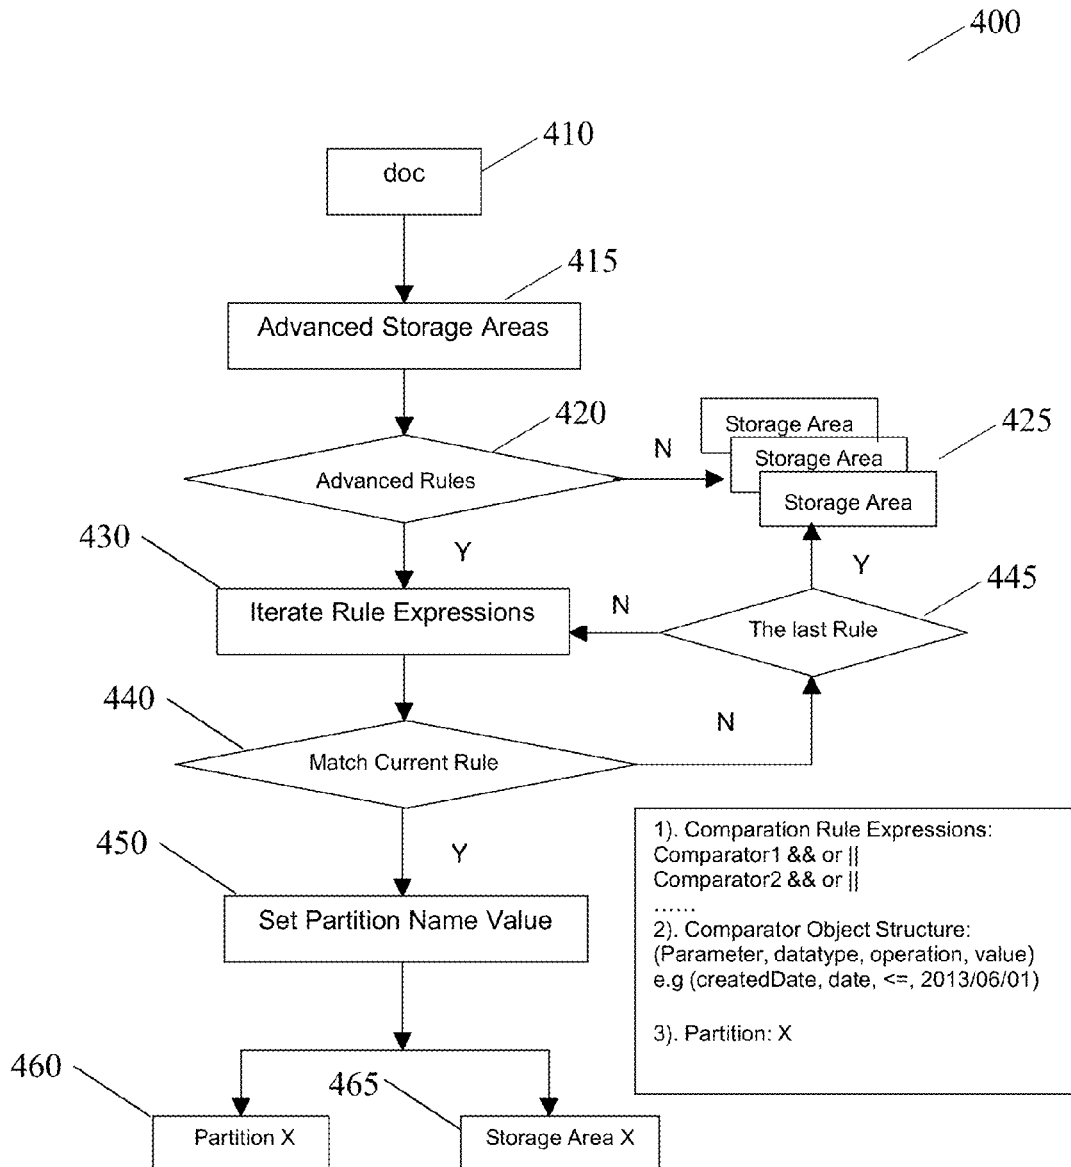 400
410
doc
415
Advanced Storage Areas
420
Advanced Rules
N
Storage Area
Storage Area
Storage Area
425
430
Y
Y
445
Iterate Rule Expressions
N
The last Rule
440
N
Match Current Rule
450
Y
Set Partition Name Value
1). Comparation Rule Expressions:
Comparator1 && or ||
Comparator2 && or ||
......
2). Comparator Object Structure:
(Parameter, datatype, operation, value)
e.g (createdDate, date, <=, 2013/06/01)
3). Partition: X
460
465
Partition X
Storage Area X